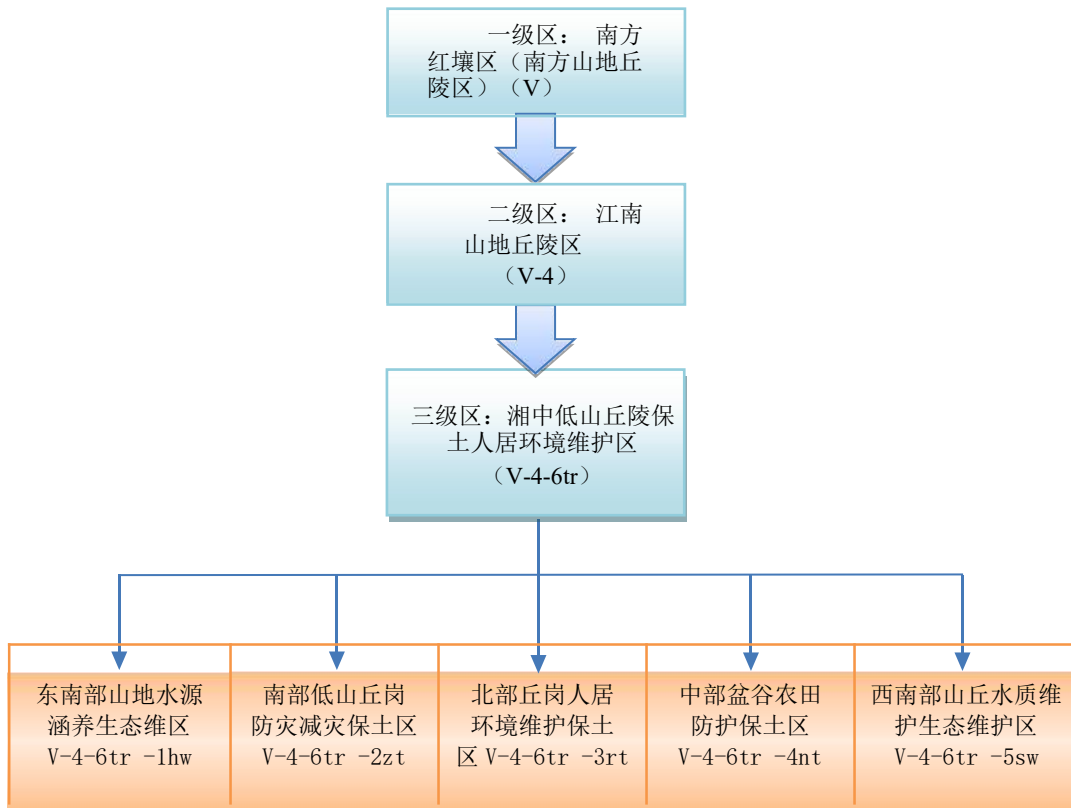 一级区： 南方
红壤区（南方山地丘
陵区）（V）
二级区： 江南
山地丘陵区
（V-4）
三级区：湘中低山丘陵保
土人居环境维护区
（V-4-6tr）
东南部山地水源
涵养生态维区
V-4-6tr -1hw
南部低山丘岗
防灾减灾保土区
V-4-6tr -2zt
北部丘岗人居
环境维护保土
区 V-4-6tr -3rt
中部盆谷农田
防护保土区
V-4-6tr -4nt
西南部山丘水质维
护生态维护区
V-4-6tr -5sw